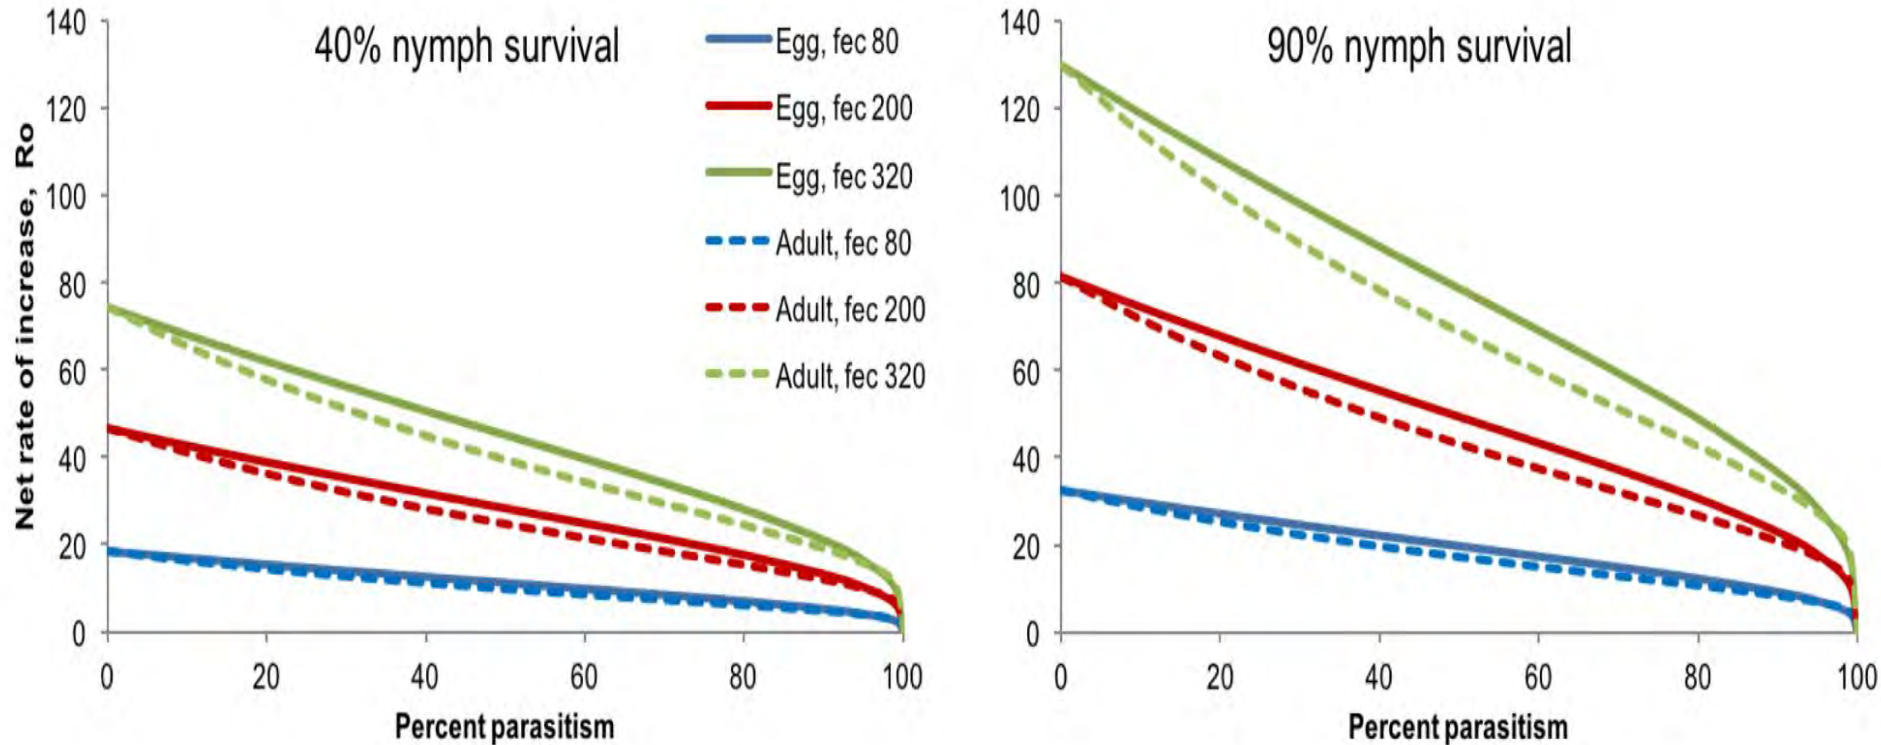 40% nymph survival
Net rate of increase, Ro
140
120
100
80
60
40
20
0
0 20 40 60 80 100
Percent parasitism
Egg, fec 80
Egg, fec 200
Egg, fec 320
Adult, fec 80
Adult, fec 200
Adult, fec 320
90% nymph survival
140
120
100
80
60
40
20
0
0 20 40 60 80 100
Percent parasitism